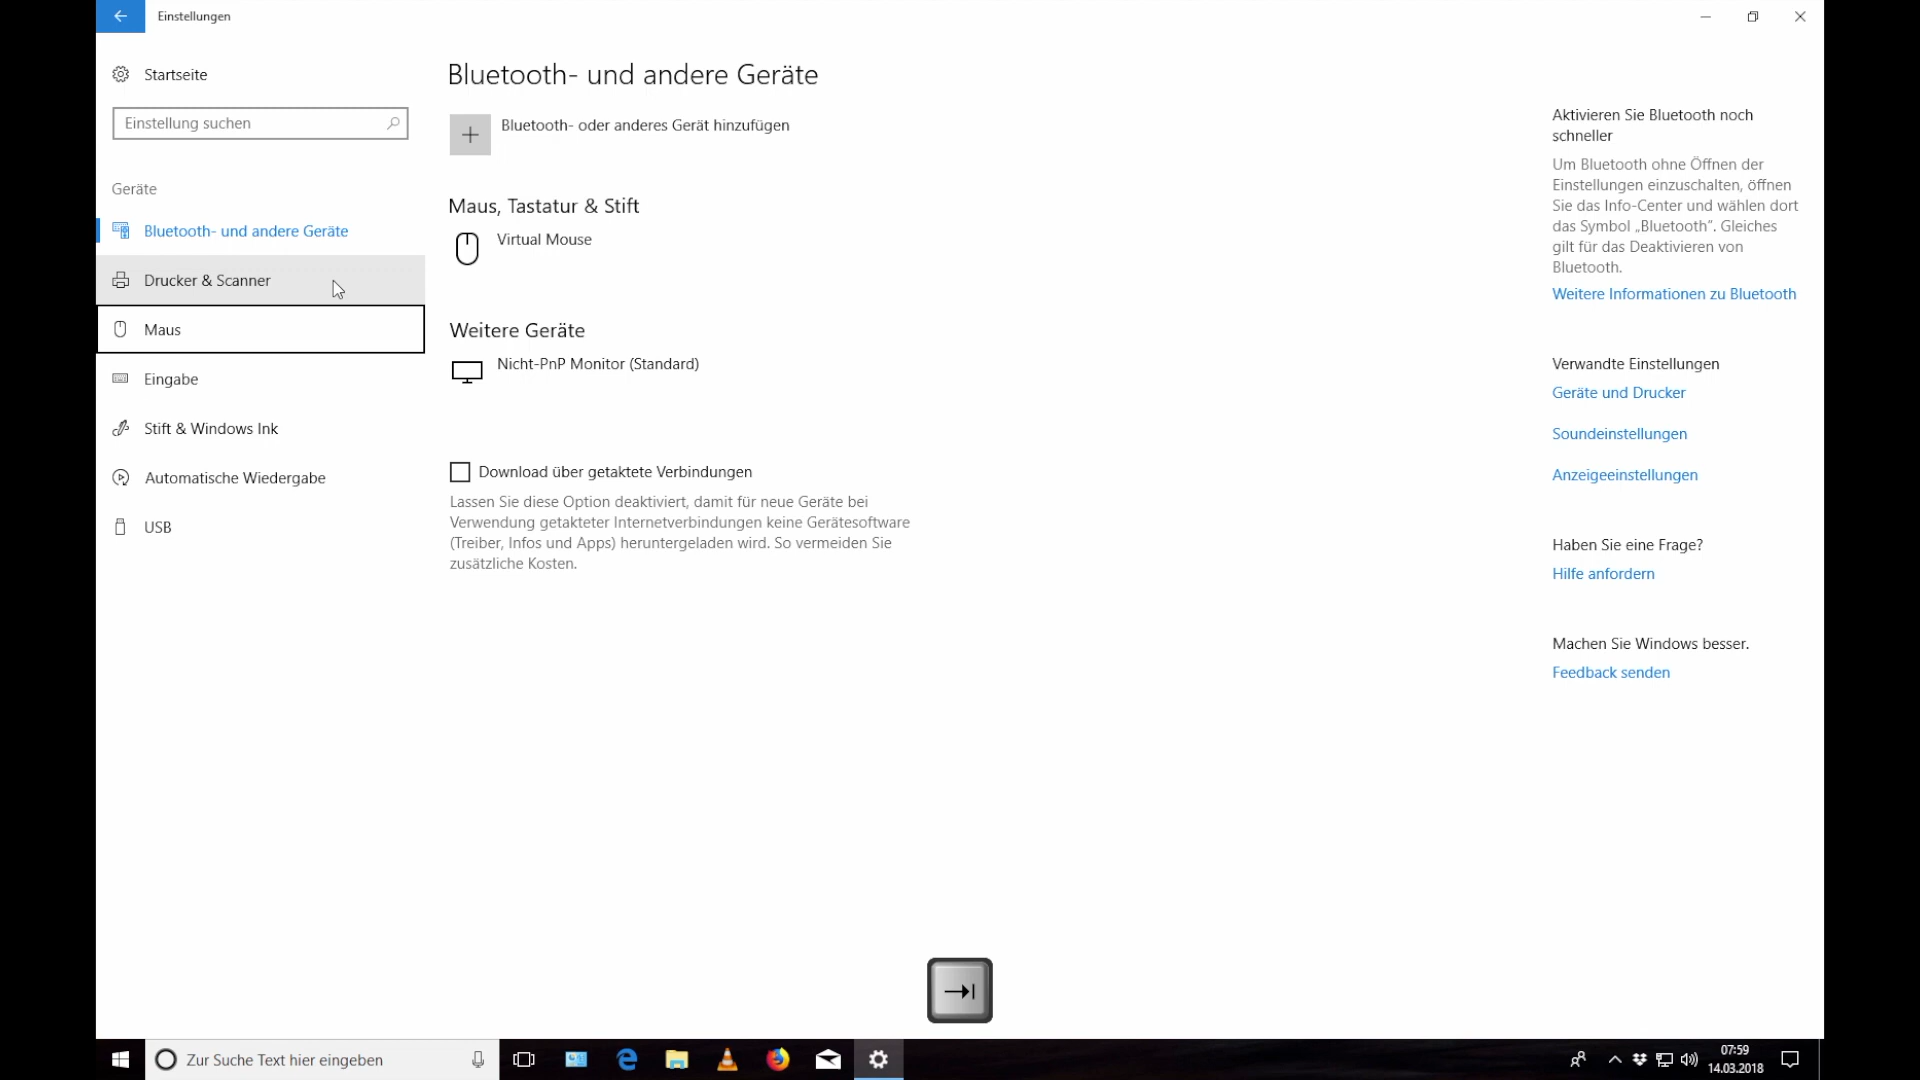 Einstellungen
Startseite
Einstellung suchen
Geräte
Bluetooth- und andere Geräte
Drucker & Scanner
Maus
Eingabe
Stift & Windows Ink
Automatische Wiedergabe
USB
Bluetooth- und andere Geräte
Bluetooth- oder anderes Gerät hinzufügen
Maus, Tastatur & Stift
Virtual Mouse
Weitere Geräte
Nicht-PnP Monitor (Standard)
Download über getaktete Verbindungen
Lassen Sie diese Option deaktiviert, damit für neue Geräte bei
Verwendung getakteter Internetverbindungen keine Gerätesoftware
(Treiber, Infos und Apps) heruntergeladen wird. So vermeiden Sie
zusätzliche Kosten.
Aktivieren Sie Bluetooth noch
schneller
Um Bluetooth ohne Öffnen der
Einstellungen einzuschalten, öffnen
Sie das Info-Center und wählen dort
das Symbol „Bluetooth“. Gleiches
gilt für das Deaktivieren von
Bluetooth.
Weitere Informationen zu Bluetooth
Verwandte Einstellungen
Geräte und Drucker
Soundeinstellungen
Anzeigeeinstellungen
Haben Sie eine Frage?
Hilfe anfordern
Machen Sie Windows besser.
Feedback senden
Zur Suche Text hier eingeben
07:59
14.03.2018